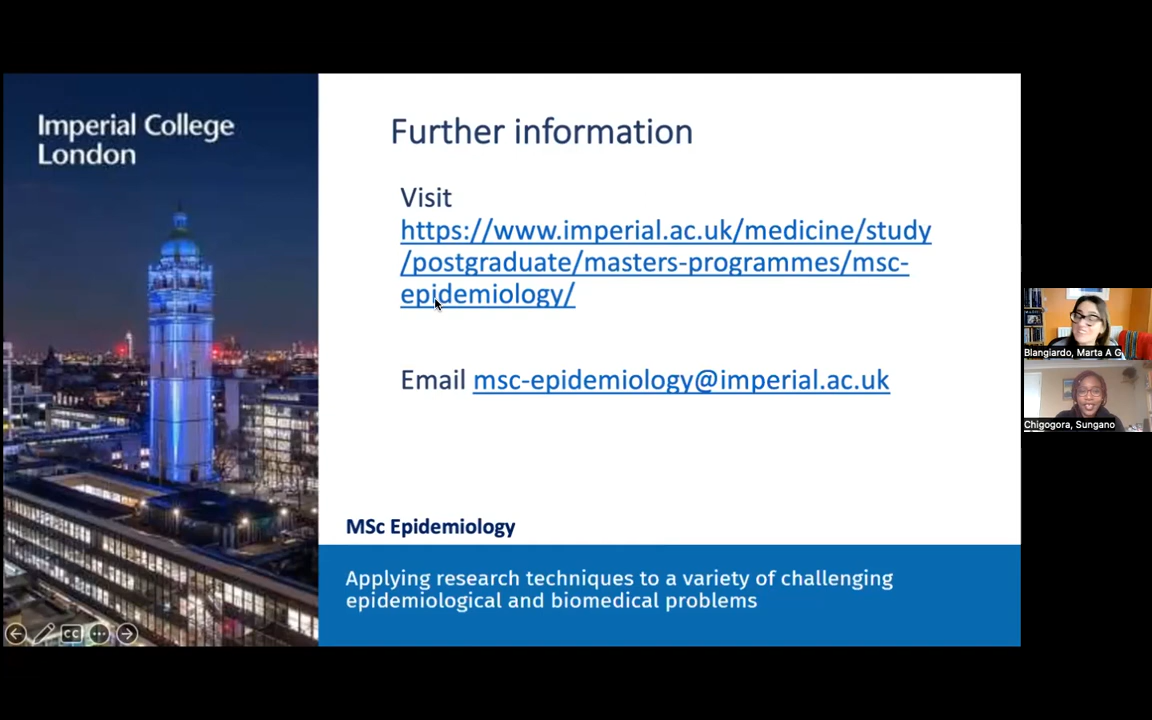 Imperial College
London
Further information
Visit
https://www.imperial.ac.uk/medicine/study
/postgraduate/masters-programmes/msc-
epidemiology/
Email msc-epidemiology@imperial.ac.uk
MSc Epidemiology
Applying research techniques to a variety of challenging
epidemiological and biomedical problems
CC
Blangiardo, Marta A G
Chigogora, Sungano